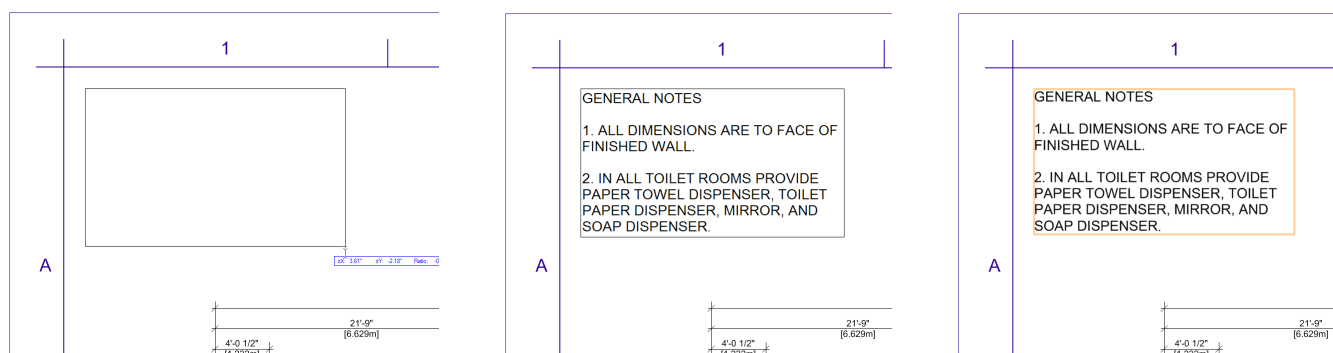 1
A
±X: 3.61" ±Y: -2.18" Ratio:
21'-9"
[6.629m]
4'-0 1/2"
1
GENERAL NOTES
1. ALL DIMENSIONS ARE TO FACE OF
FINISHED WALL.
2. IN ALL TOILET ROOMS PROVIDE
PAPER TOWEL DISPENSER, TOILET
PAPER DISPENSER, MIRROR, AND
SOAP DISPENSER.
A
21'-9"
[6.629m]
4'-0 1/2"
1
GENERAL NOTES
1. ALL DIMENSIONS ARE TO FACE OF
FINISHED WALL.
2. IN ALL TOILET ROOMS PROVIDE
PAPER TOWEL DISPENSER, TOILET
PAPER DISPENSER, MIRROR, AND
SOAP DISPENSER.
A
21'-9"
[6.629m]
4'-0 1/2"